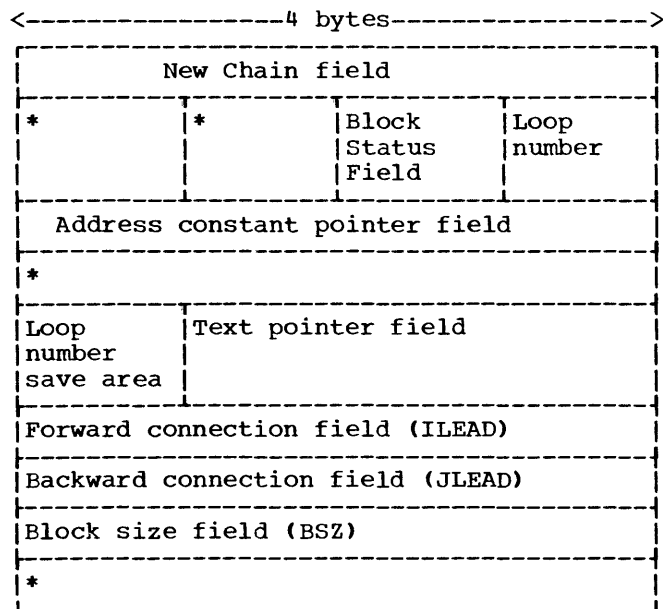 <-----------------4 bytes---------------->
New Chain field
* | * | Block | Loop
Status | number
Field
Address constant pointer field
*
Loop | Text pointer field
number
save area
Forward connection field (ILEAD)
Backward connection field (JLEAD)
Block size field (BSZ)
*